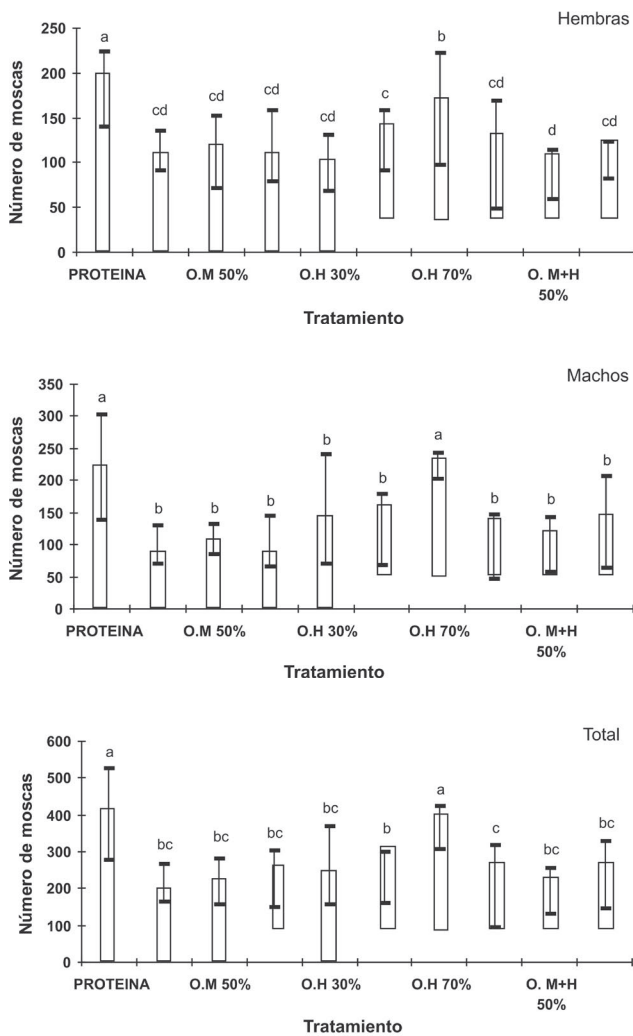 Hembras
Número de moscas
250
200
150
100
50
0
a
cd
cd
cd
cd
c
b
cd
d
cd
PROTEINA O.M 50% O.H 30% O.H 70% O. M+H
50%
Tratamiento
Machos
Número de moscas
350
300
250
200
150
100
50
0
a
b
b
b
b
b
a
b
b
b
PROTEINA O.M 50% O.H 30% O.H 70% O. M+H
50%
Tratamiento
Total
Número de moscas
600
500
400
300
200
100
0
a
bc
bc
bc
bc
b
a
c
bc
bc
PROTEINA O.M 50% O.H 30% O.H 70% O. M+H
50%
Tratamiento